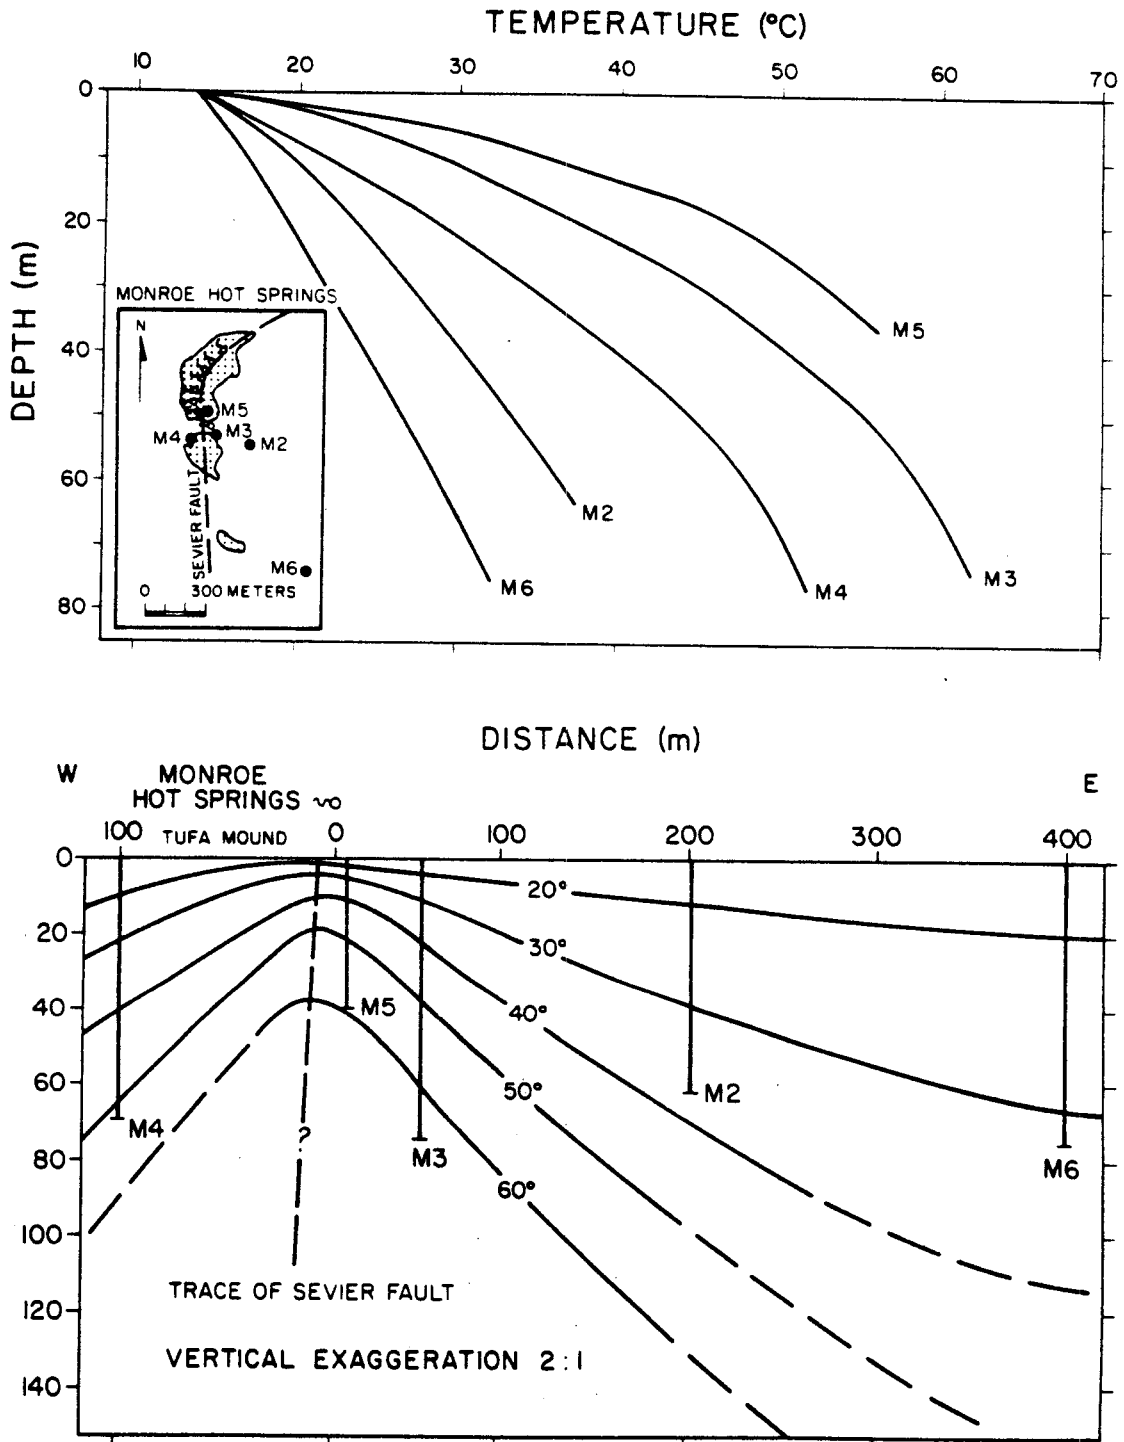 TEMPERATURE (°C)
10 20 30 40 50 60 70
0
20
40
60
80
DEPTH (m)
M5
M3
M4
M2
M6
MONROE HOT SPRINGS
N
M5
M4 M3
M2
SEVIER FAULT
M6
0 300 METERS
DISTANCE (m)
W MONROE E
HOT SPRINGS
100 TUFA MOUND 0 100 200 300 400
0
20
40
60
80
100
120
140
20°
30°
40°
50°
60°
M5
M4
M3
M2
M6
?
TRACE OF SEVIER FAULT
VERTICAL EXAGGERATION 2:1